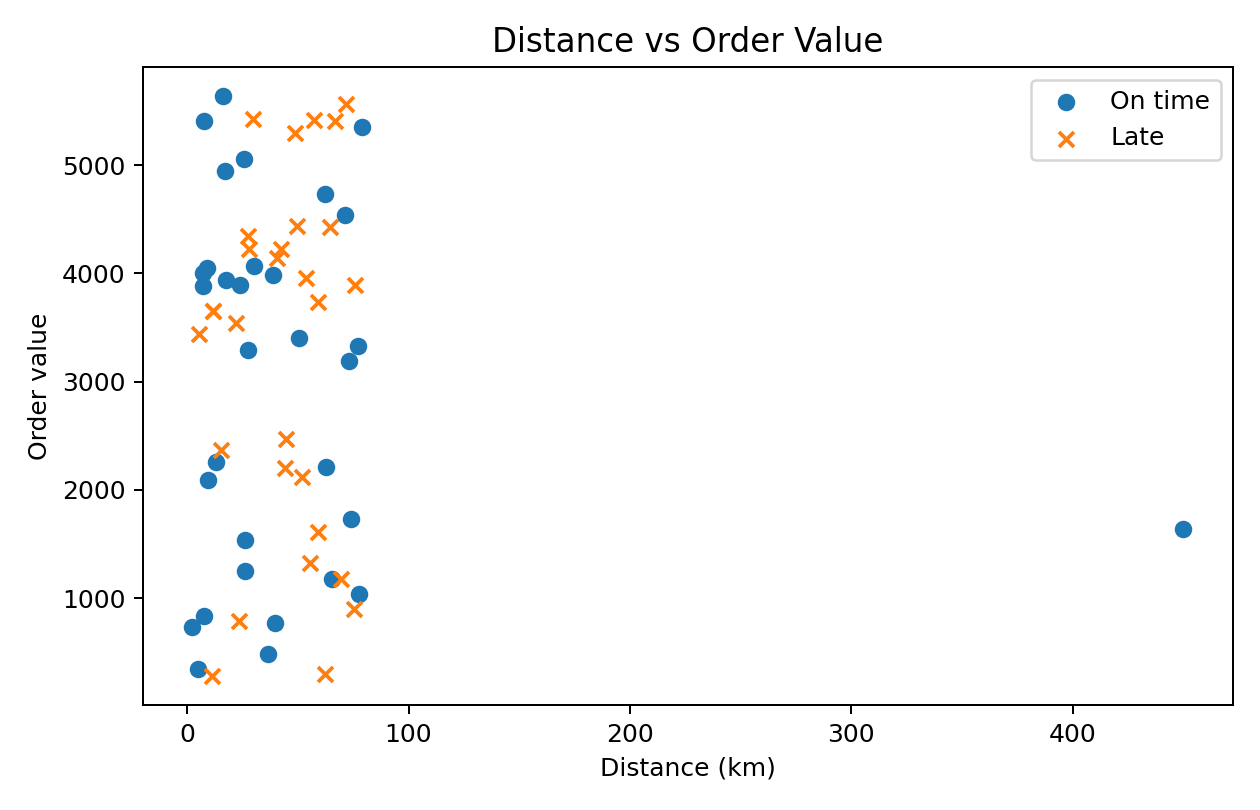 Distance vs Order Value
On time
Late
5000
4000
3000
2000
1000
Order value
0
100
200
300
400
Distance (km)